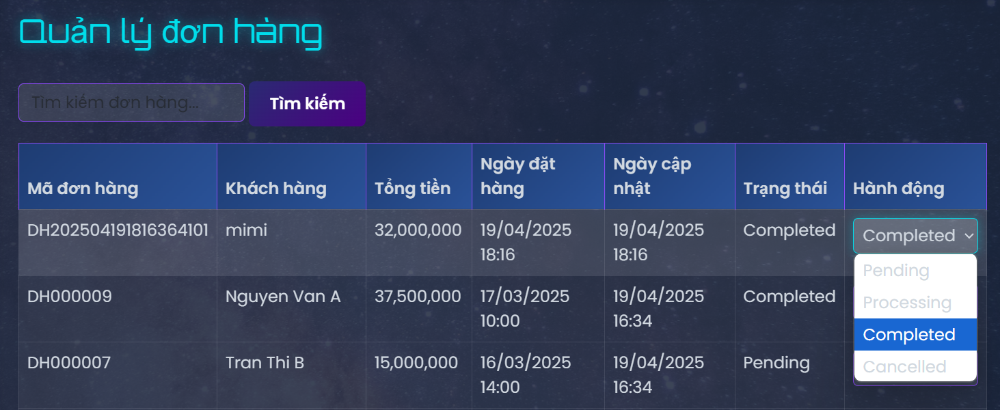 Quản lý đơn hàng
Tìm kiếm đơn hàng...
Tìm kiếm
Mã đơn hàng
Khách hàng
Tổng tiền
Ngày đặt
hàng
Ngày cập
nhật
Trạng thái
Hành động
DH202504191816364101
mimi
32,000,000
19/04/2025
18:16
19/04/2025
18:16
Completed
Completed
Pending
Processing
Completed
Cancelled
DH000009
Nguyen Van A
37,500,000
17/03/2025
10:00
19/04/2025
16:34
Completed
DH000007
Tran Thi B
15,000,000
16/03/2025
14:00
19/04/2025
16:34
Pending